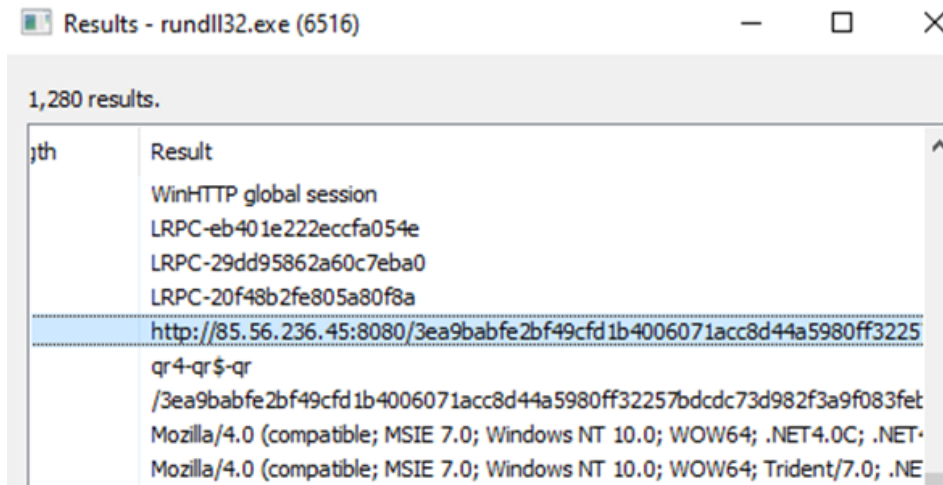 Results - rundll32.exe (6516)
1,280 results.
gth Result
WinHTTP global session
LRPC-eb401e222eccfa054e
LRPC-29dd95862a60c7eba0
LRPC-20f48b2fe805a80f8a
http://85.56.236.45:8080/3ea9babfe2bf49cfd1b4006071acc8d44a5980ff3225
qr4-qr$-qr
/3ea9babfe2bf49cfd1b4006071acc8d44a5980ff32257bdcdc73d982f3a9f083feb
Mozilla/4.0 (compatible; MSIE 7.0; Windows NT 10.0; WOW64; .NET4.0C; .NET
Mozilla/4.0 (compatible; MSIE 7.0; Windows NT 10.0; WOW64; Trident/7.0; .NE